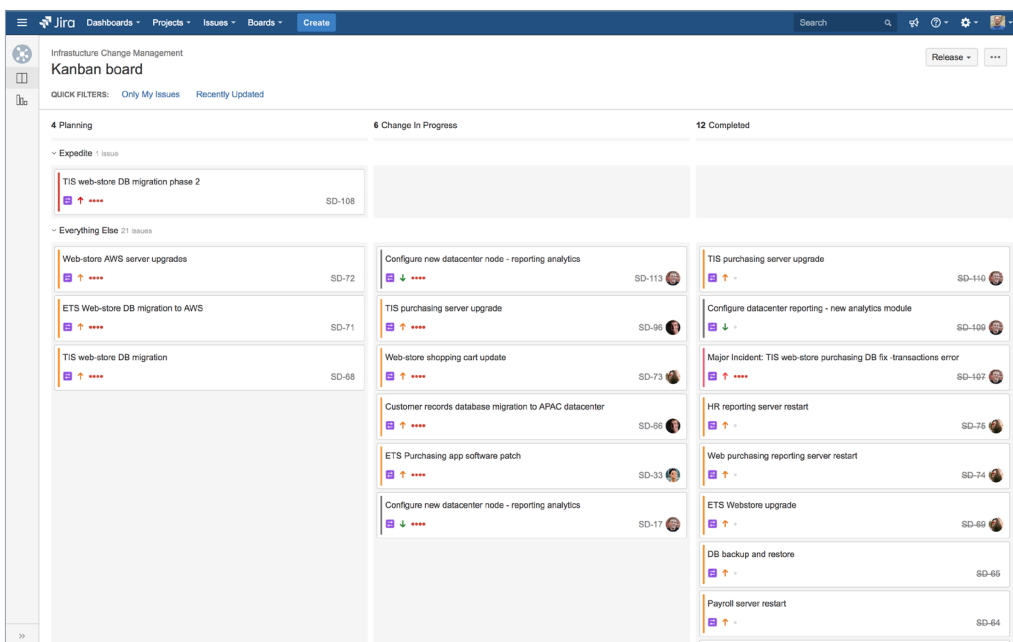 Jira Dashboards Projects Issues Boards Create Search
Infrastucture Change Management
Kanban board
Release
QUICK FILTERS: Only My Issues Recently Updated
4 Planning
6 Change In Progress
12 Completed
Expedite 1 issue
TIS web-store DB migration phase 2
SD-108
Everything Else 21 issues
Web-store AWS server upgrades
SD-72
ETS Web-store DB migration to AWS
SD-71
TIS web-store DB migration
SD-68
Configure new datacenter node - reporting analytics
SD-113
TIS purchasing server upgrade
SD-96
Web-store shopping cart update
SD-73
Customer records database migration to APAC datacenter
SD-66
ETS Purchasing app software patch
SD-33
Configure new datacenter node - reporting analytics
SD-17
TIS purchasing server upgrade
SD-110
Configure datacenter reporting - new analytics module
SD-109
Major Incident: TIS web-store purchasing DB fix -transactions error
SD-107
HR reporting server restart
SD-75
Web purchasing reporting server restart
SD-74
ETS Webstore upgrade
SD-69
DB backup and restore
SD-65
Payroll server restart
SD-64